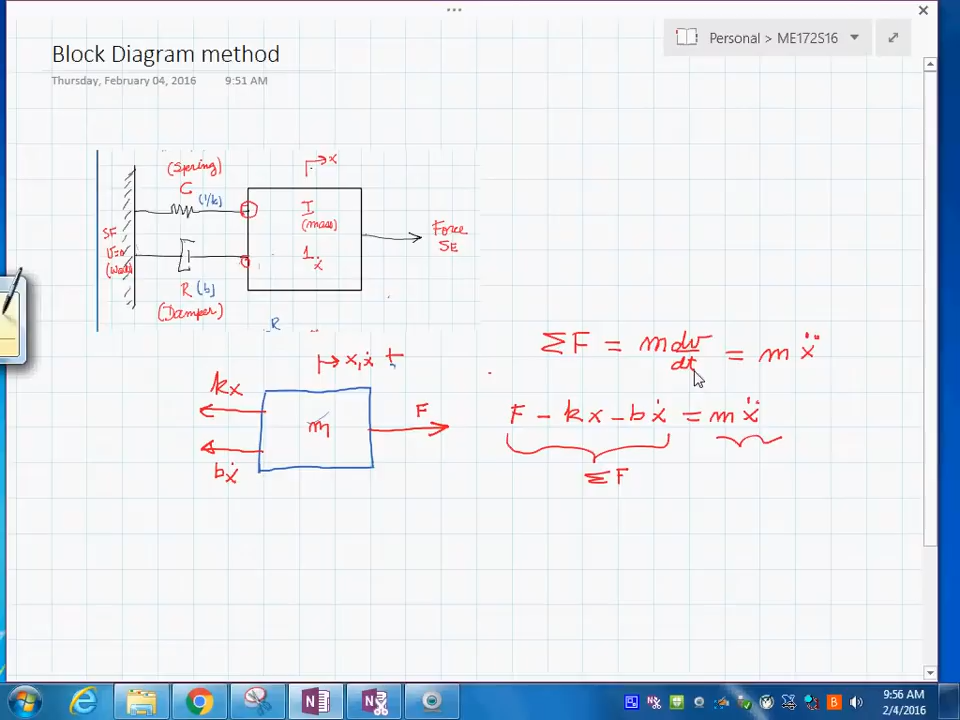 Personal > ME172S16
Block Diagram method
Thursday, February 04, 2016 9:51 AM
(Spring)
C
(1/k)
x
SF
V=0
(Wall)
I
(mass)
1 ẋ
Force
SE
R (b)
(Damper)
R
x, ẋ +
kx
m
F
bẋ
ΣF = m dv/dt = m ẍ
F - kx - bẋ = m ẍ
ΣF
9:56 AM
2/4/2016